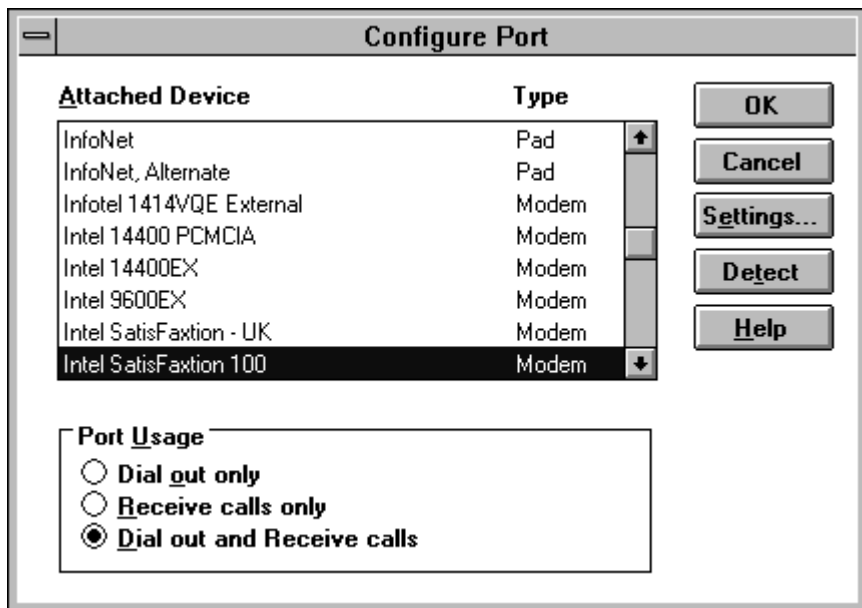 Configure Port
Attached Device Type
InfoNet Pad
InfoNet, Alternate Pad
Infotel 1414VQE External Modem
Intel 14400 PCMCIA Modem
Intel 14400EX Modem
Intel 9600EX Modem
Intel SatisFaxtion - UK Modem
Intel SatisFaxtion 100 Modem
OK
Cancel
Settings...
Detect
Help
Port Usage
Dial out only
Receive calls only
Dial out and Receive calls